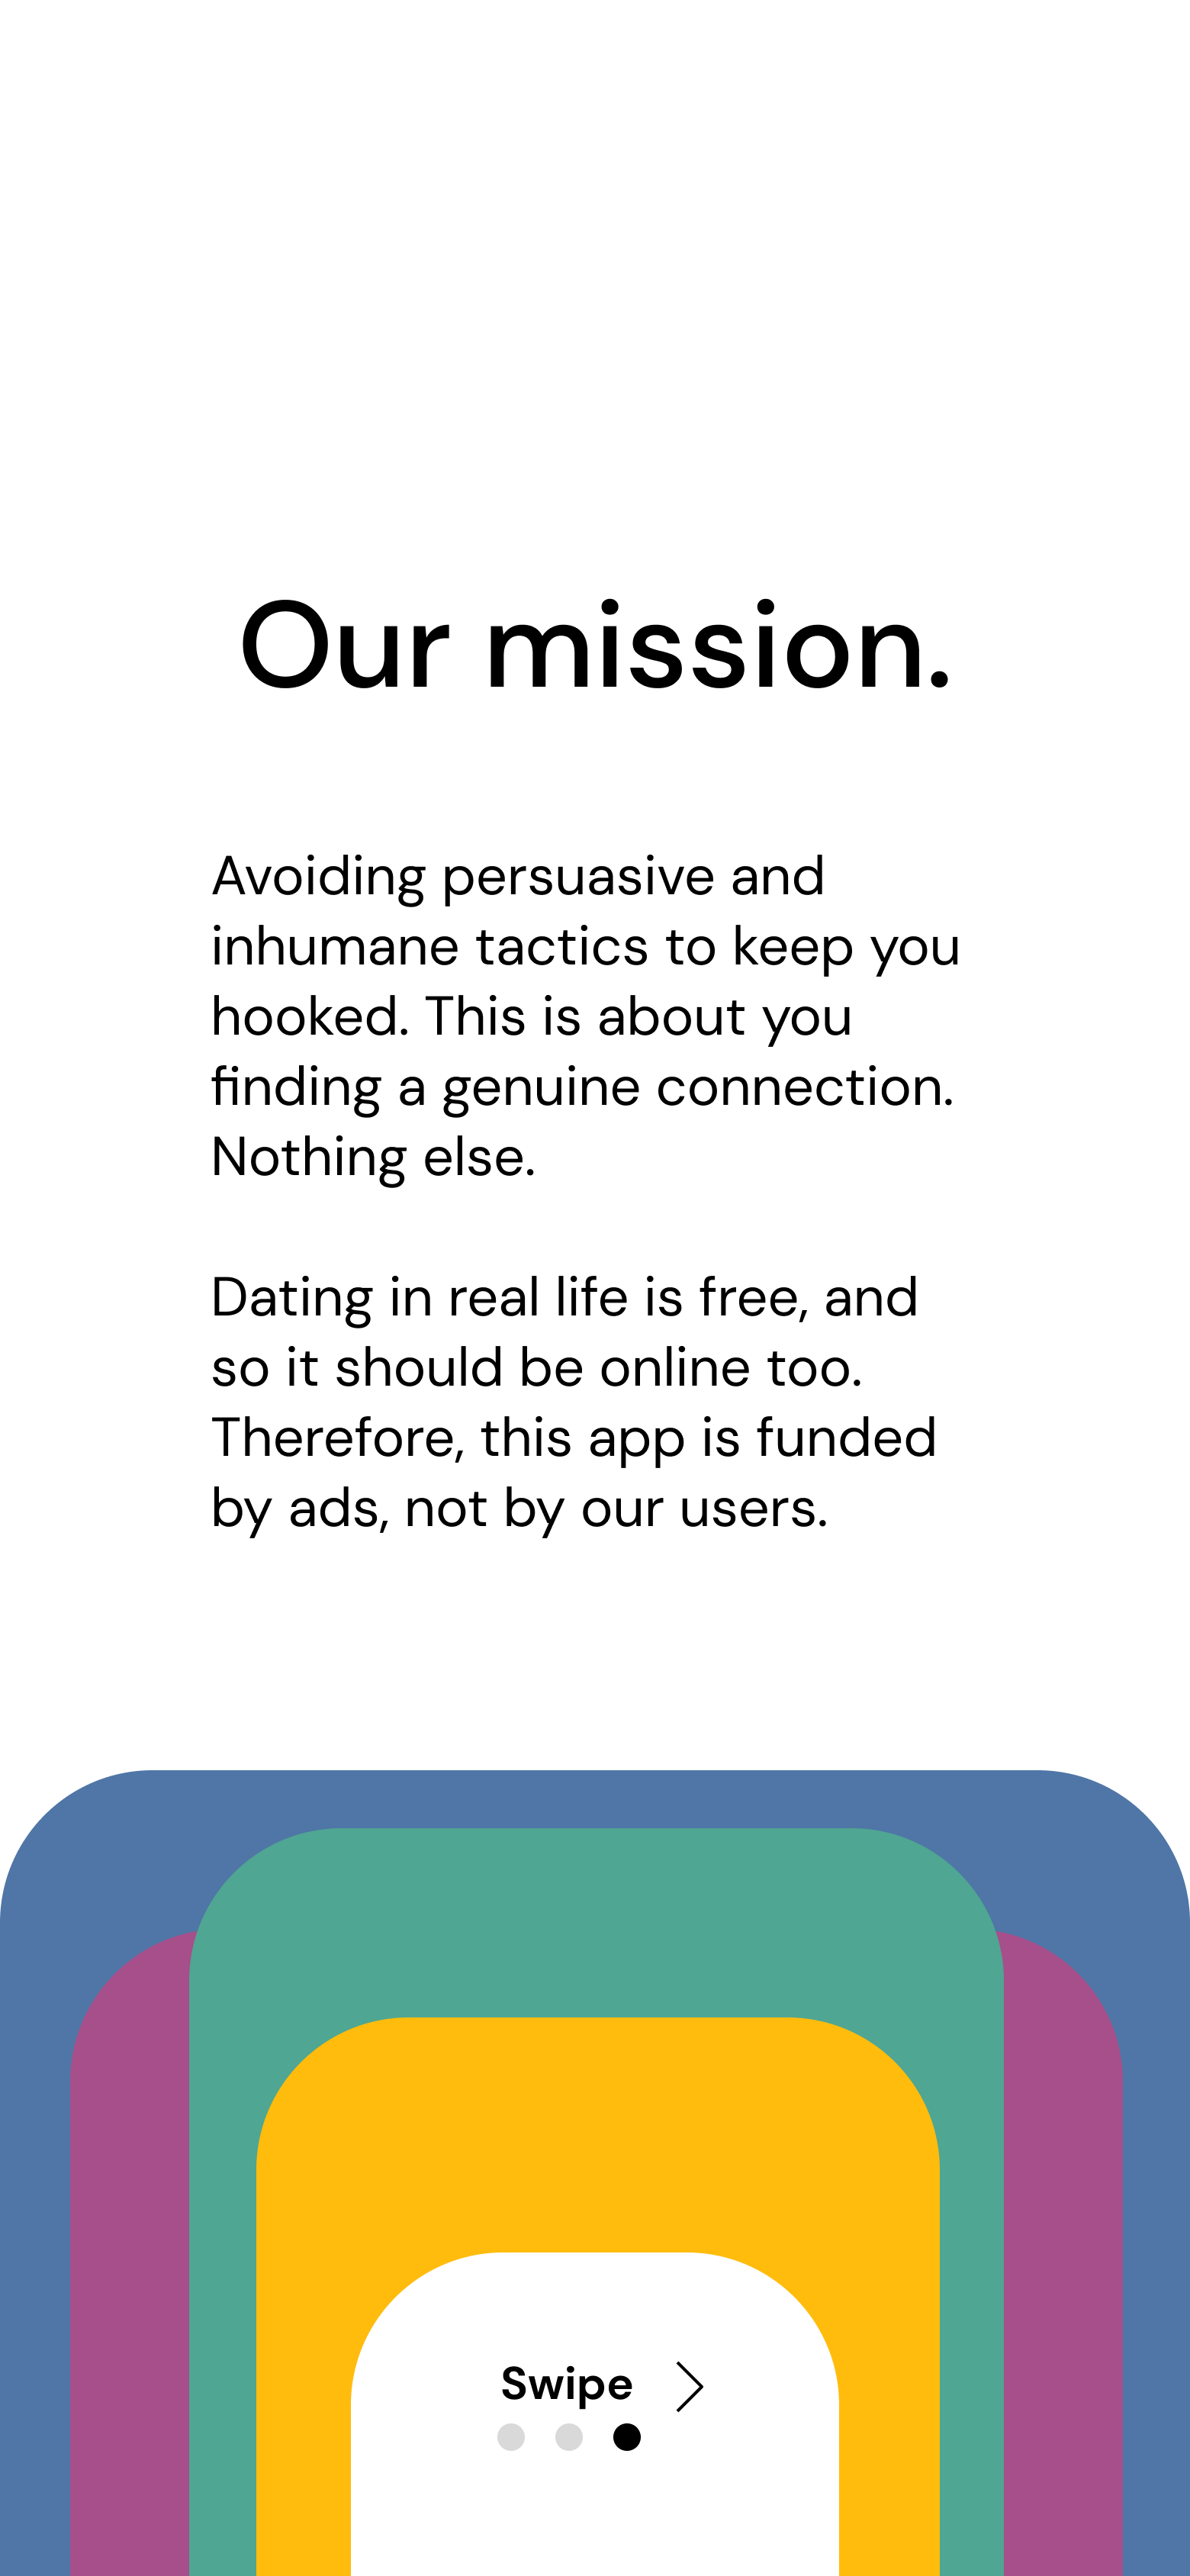 Our mission.
Avoiding persuasive and
inhumane tactics to keep you
hooked. This is about you
finding a genuine connection.
Nothing else.
Dating in real life is free, and
so it should be online too.
Therefore, this app is funded
by ads, not by our users.
Swipe